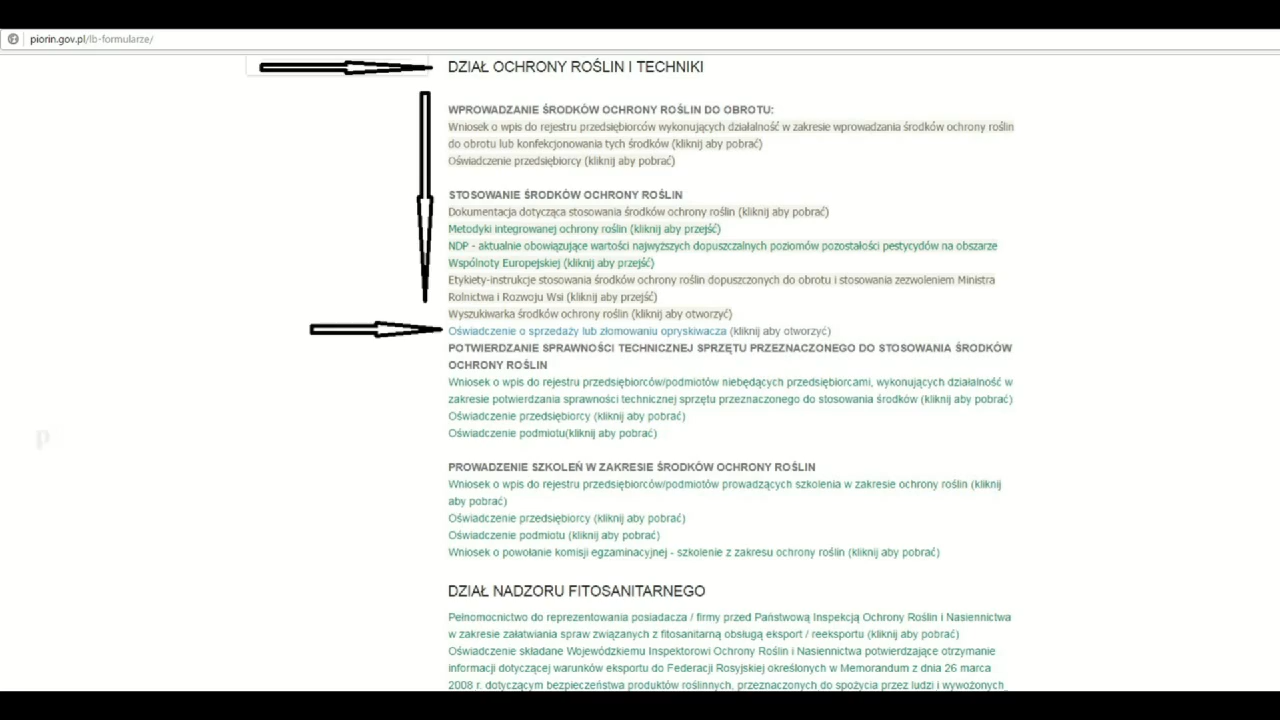 piorin.gov.pl/lb-formularze/
DZIAŁ OCHRONY ROŚLIN I TECHNIKI
WPROWADZANIE ŚRODKÓW OCHRONY ROŚLIN DO OBROTU:
Wniosek o wpis do rejestru przedsiębiorców wykonujących działalność w zakresie wprowadzania środków ochrony roślin
do obrotu lub konfekcjonowania tych środków (kliknij aby pobrać)
Oświadczenie przedsiębiorcy (kliknij aby pobrać)
STOSOWANIE ŚRODKÓW OCHRONY ROŚLIN
Dokumentacja dotycząca stosowania środków ochrony roślin (kliknij aby pobrać)
Metodyki integrowanej ochrony roślin (kliknij aby przejść)
NDP - aktualnie obowiązujące wartości najwyższych dopuszczalnych poziomów pozostałości pestycydów na obszarze
Wspólnoty Europejskiej (kliknij aby przejść)
Etykiety-instrukcje stosowania środków ochrony roślin dopuszczonych do obrotu i stosowania zezwoleniem Ministra
Rolnictwa i Rozwoju Wsi (kliknij aby przejść)
Wyszukiwarka środków ochrony roślin (kliknij aby otworzyć)
Oświadczenie o sprzedaży lub złomowaniu opryskiwacza (kliknij aby otworzyć)
POTWIERDZANIE SPRAWNOŚCI TECHNICZNEJ SPRZĘTU PRZEZNACZONEGO DO STOSOWANIA ŚRODKÓW
OCHRONY ROŚLIN
Wniosek o wpis do rejestru przedsiębiorców/podmiotów niebędących przedsiębiorcami, wykonujących działalność w
zakresie potwierdzania sprawności technicznej sprzętu przeznaczonego do stosowania środków (kliknij aby pobrać)
Oświadczenie przedsiębiorcy (kliknij aby pobrać)
Oświadczenie podmiotu(kliknij aby pobrać)
p
PROWADZENIE SZKOLEŃ W ZAKRESIE ŚRODKÓW OCHRONY ROŚLIN
Wniosek o wpis do rejestru przedsiębiorców/podmiotów prowadzących szkolenia w zakresie ochrony roślin (kliknij
aby pobrać)
Oświadczenie przedsiębiorcy (kliknij aby pobrać)
Oświadczenie podmiotu (kliknij aby pobrać)
Wniosek o powołanie komisji egzaminacyjnej - szkolenie z zakresu ochrony roślin (kliknij aby pobrać)
DZIAŁ NADZORU FITOSANITARNEGO
Pełnomocnictwo do reprezentowania posiadacza / firmy przed Państwową Inspekcją Ochrony Roślin i Nasiennictwa
w zakresie załatwiania spraw związanych z fitosanitarną obsługą eksport / reeksportu (kliknij aby pobrać)
Oświadczenie składane Wojewódzkiemu Inspektorowi Ochrony Roślin i Nasiennictwa potwierdzające otrzymanie
informacji dotyczącej warunków eksportu do Federacji Rosyjskiej określonych w Memorandum z dnia 26 marca
2008 r. dotyczącym bezpieczeństwa produktów roślinnych, przeznaczonych do spożycia przez ludzi i wywożonych